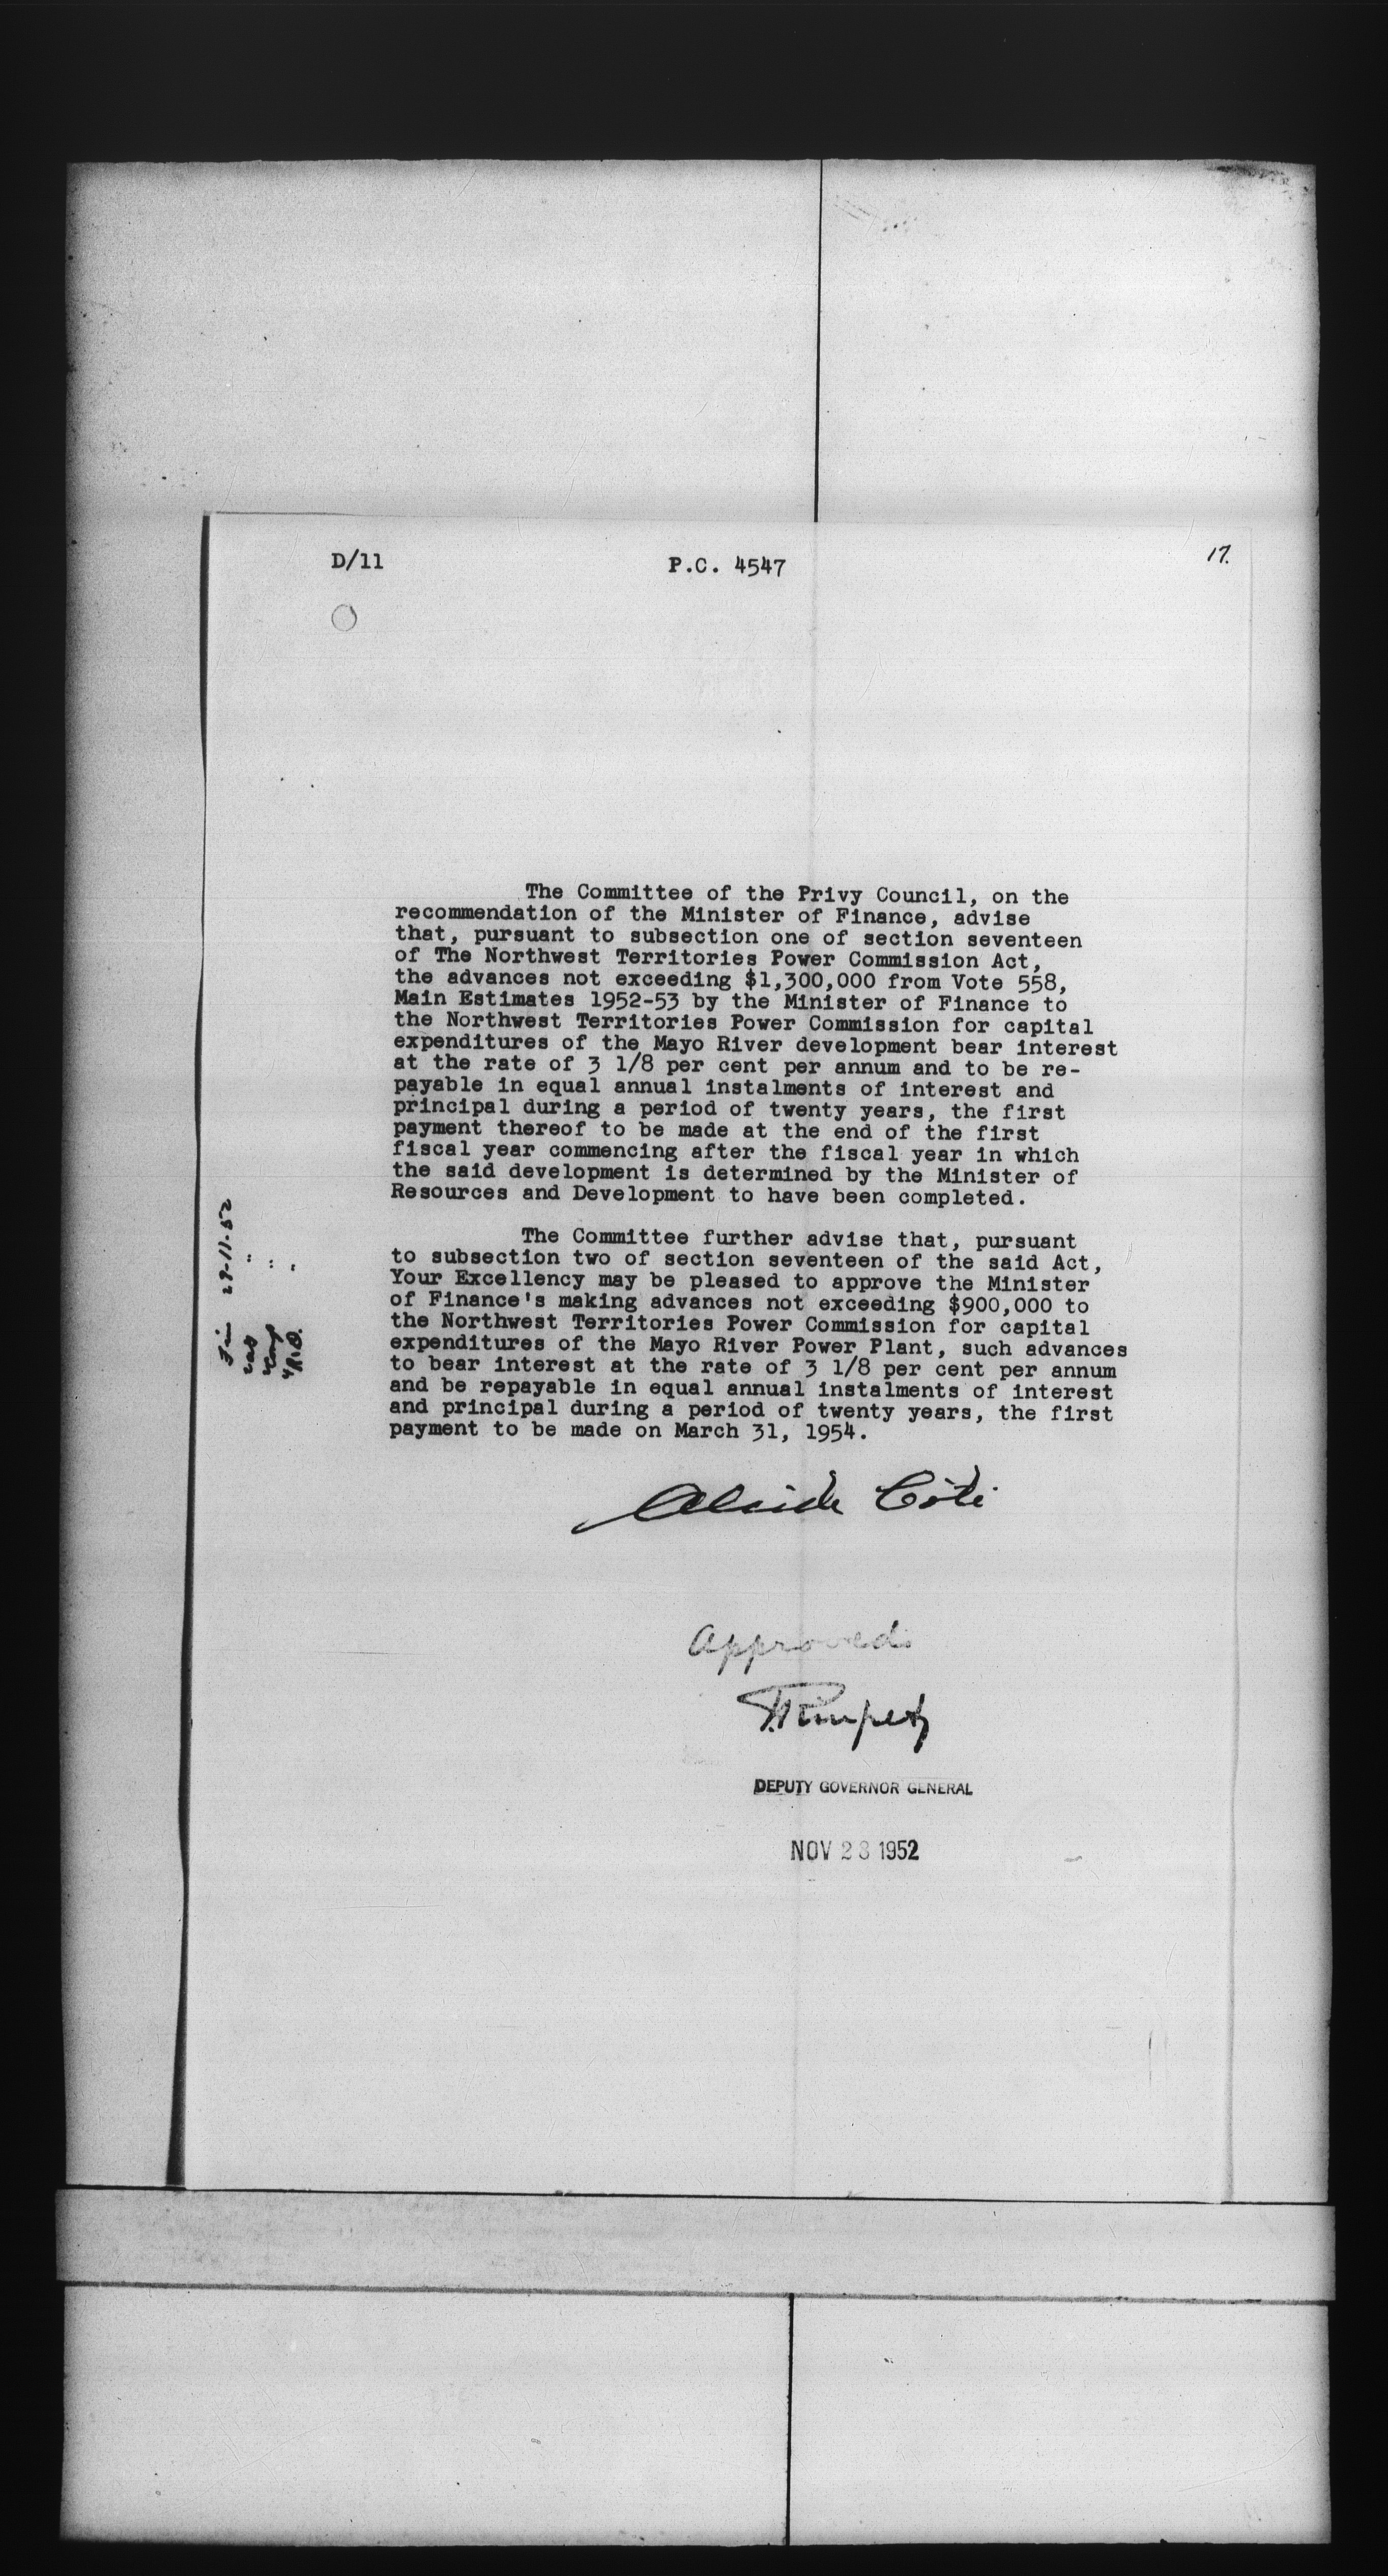 D/11
P.C. 4547
17.
The Committee of the Privy Council, on the
recommendation of the Minister of Finance, advise
that, pursuant to subsection one of section seventeen
of The Northwest Territories Power Commission Act,
the advances not exceeding $1,300,000 from Vote 558,
Main Estimates 1952-53 by the Minister of Finance to
the Northwest Territories Power Commission for capital
expenditures of the Mayo River development bear interest
at the rate of 3 1/8 per cent per annum and to be re-
payable in equal annual instalments of interest and
principal during a period of twenty years, the first
payment thereof to be made at the end of the first
fiscal year commencing after the fiscal year in which
the said development is determined by the Minister of
Resources and Development to have been completed.
The Committee further advise that, pursuant
to subsection two of section seventeen of the said Act,
Your Excellency may be pleased to approve the Minister
of Finance's making advances not exceeding $900,000 to
the Northwest Territories Power Commission for capital
expenditures of the Mayo River Power Plant, such advances
to bear interest at the rate of 3 1/8 per cent per annum
and be repayable in equal annual instalments of interest
and principal during a period of twenty years, the first
payment to be made on March 31, 1954.
Fin 29-11-52
Alcide Côté
Approved
DEPUTY GOVERNOR GENERAL
NOV 28 1952